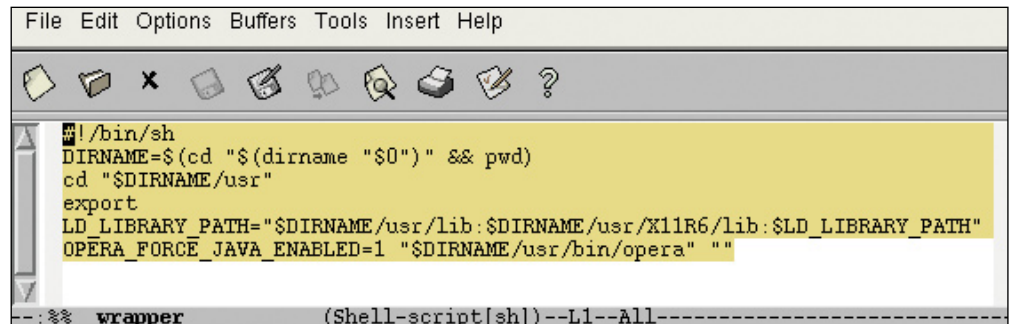 File Edit Options Buffers Tools Insert Help
#!/bin/sh
DIRNAME=$(cd "$(dirname "$0")" && pwd)
cd "$DIRNAME/usr"
export
LD_LIBRARY_PATH="$DIRNAME/usr/lib:$DIRNAME/usr/X11R6/lib:$LD_LIBRARY_PATH"
OPERA_FORCE_JAVA_ENABLED=1 "$DIRNAME/usr/bin/opera" ""
--:%% wrapper (Shell-script[sh])--L1--All----------------------------